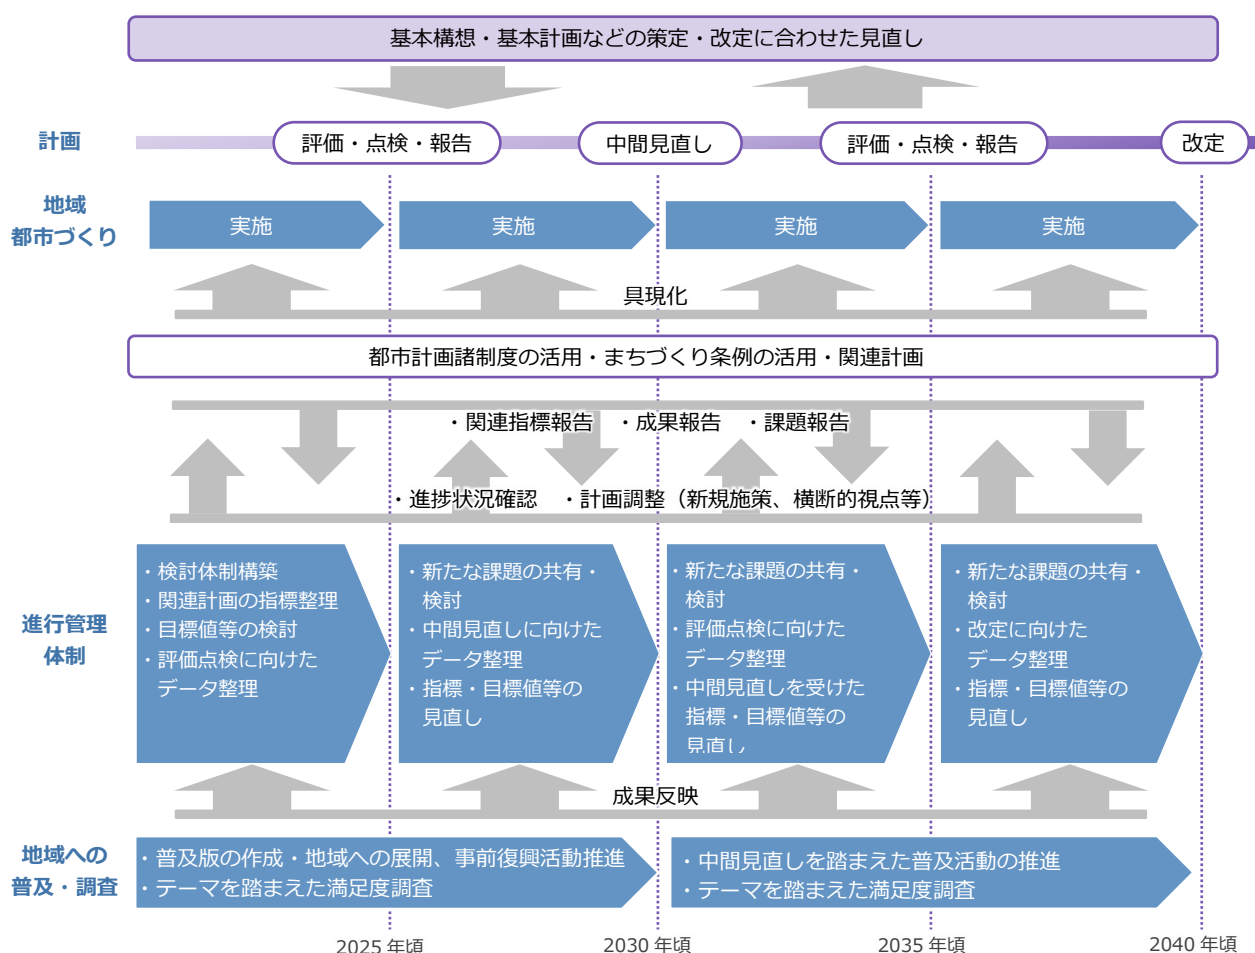 基本構想・基本計画などの策定・改定に合わせた見直し
計画
評価・点検・報告
中間見直し
評価・点検・報告
改定
地域
都市づくり
実施
実施
実施
実施
具現化
都市計画諸制度の活用・まちづくり条例の活用・関連計画
・関連指標報告　・成果報告　・課題報告
・進捗状況確認　・計画調整（新規施策、横断的視点等）
進行管理
体制
・検討体制構築
・関連計画の指標整理
・目標値等の検討
・評価点検に向けた
データ整理
・新たな課題の共有・
検討
・中間見直しに向けた
データ整理
・指標・目標値等の
見直し
・新たな課題の共有・
検討
・評価点検に向けた
データ整理
・中間見直しを受けた
指標・目標値等の
見直し
・新たな課題の共有・
検討
・改定に向けた
データ整理
・指標・目標値等の
見直し
成果反映
地域への
普及・調査
・普及版の作成・地域への展開、事前復興活動推進
・テーマを踏まえた満足度調査
・中間見直しを踏まえた普及活動の推進
・テーマを踏まえた満足度調査
2025 年頃
2030 年頃
2035 年頃
2040 年頃